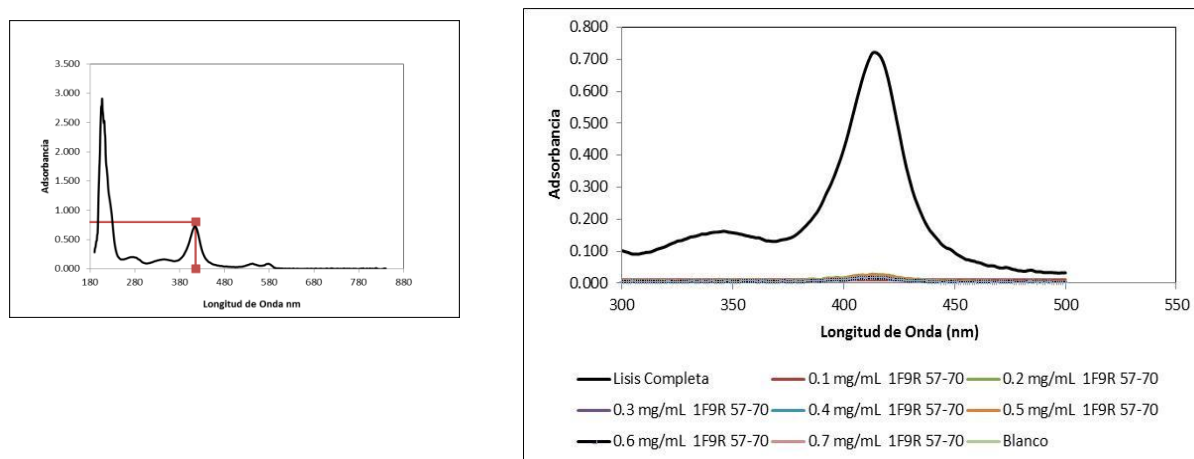 3.500
3.000
2.500
2.000
1.500
1.000
0.500
0.000
Adsorbancia
180 280 380 480 580 680 780 880
Longitud de Onda nm
0.800
0.700
0.600
0.500
0.400
0.300
0.200
0.100
0.000
Adsorbancia
300 350 400 450 500 550
Longitud de Onda (nm)
Lisis Completa 0.1 mg/mL 1F9R 57-70 0.2 mg/mL 1F9R 57-70
0.3 mg/mL 1F9R 57-70 0.4 mg/mL 1F9R 57-70 0.5 mg/mL 1F9R 57-70
0.6 mg/mL 1F9R 57-70 0.7 mg/mL 1F9R 57-70 Blanco